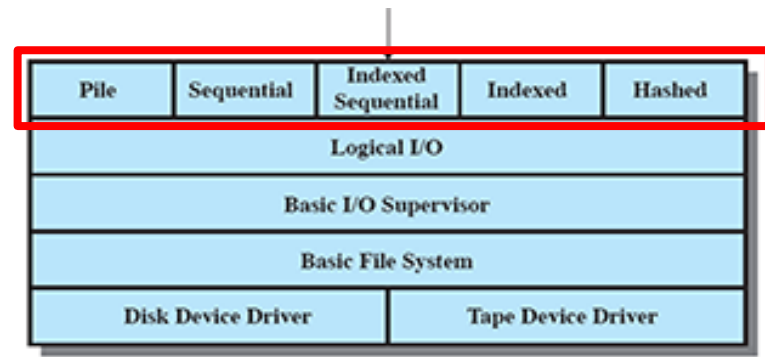 Pile Sequential Indexed Sequential Indexed Hashed
Logical I/O
Basic I/O Supervisor
Basic File System
Disk Device Driver Tape Device Driver